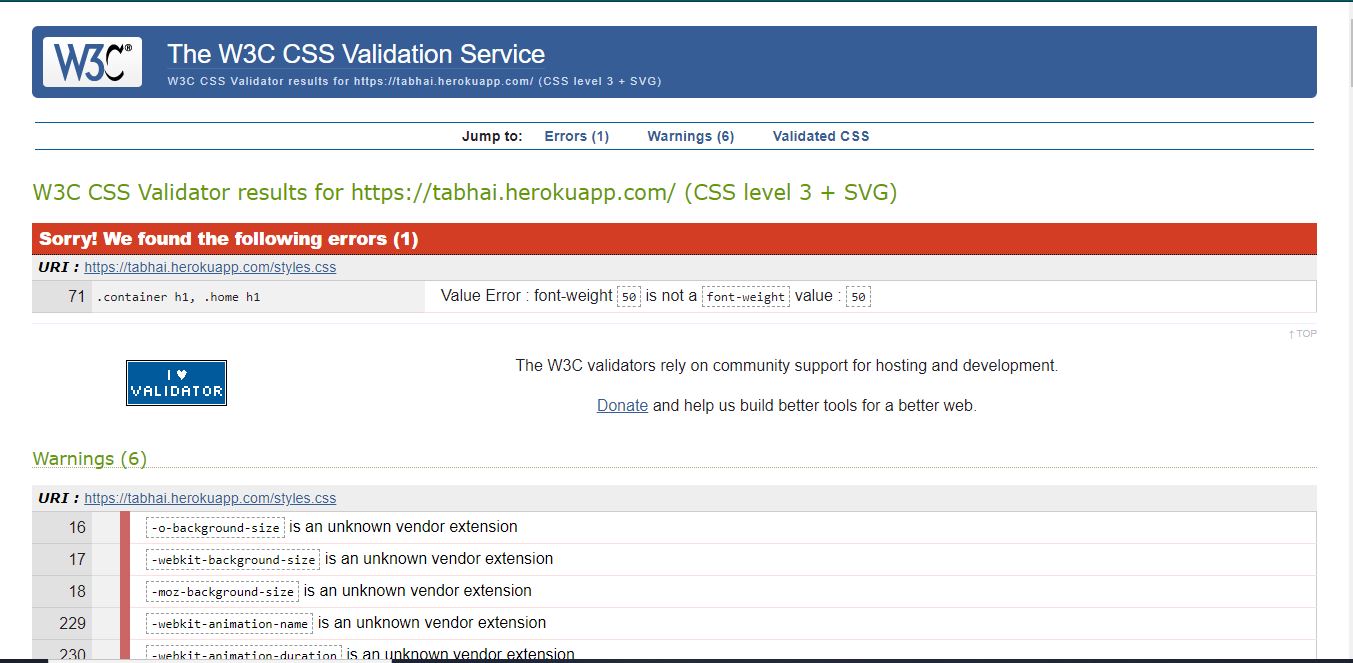 W3C®
The W3C CSS Validation Service
W3C CSS Validator results for https://tabhai.herokuapp.com/ (CSS level 3 + SVG)
Jump to: Errors (1) Warnings (6) Validated CSS
W3C CSS Validator results for https://tabhai.herokuapp.com/ (CSS level 3 + SVG)
Sorry! We found the following errors (1)
URI : https://tabhai.herokuapp.com/styles.css
71 .container h1, .home h1 Value Error : font-weight 50 is not a font-weight value : 50
↑ TOP
I ♥
VALIDATOR
The W3C validators rely on community support for hosting and development.
Donate and help us build better tools for a better web.
Warnings (6)
URI : https://tabhai.herokuapp.com/styles.css
16 -o-background-size is an unknown vendor extension
17 -webkit-background-size is an unknown vendor extension
18 -moz-background-size is an unknown vendor extension
229 -webkit-animation-name is an unknown vendor extension
230 -webkit-animation-duration is an unknown vendor extension